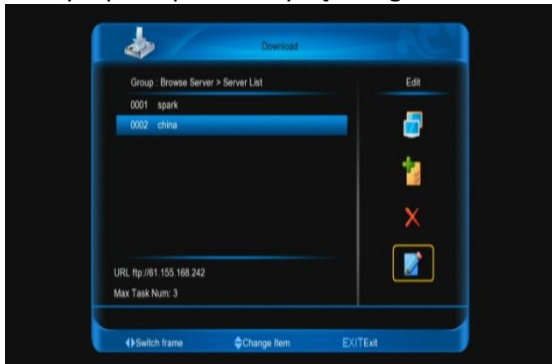 Download
Group : Browse Server > Server List
Edit
0001 spark
0002 china
URL ftp://61.155.168.242
Max Task Num: 3
Switch frame
Change Item
EXIT Exit